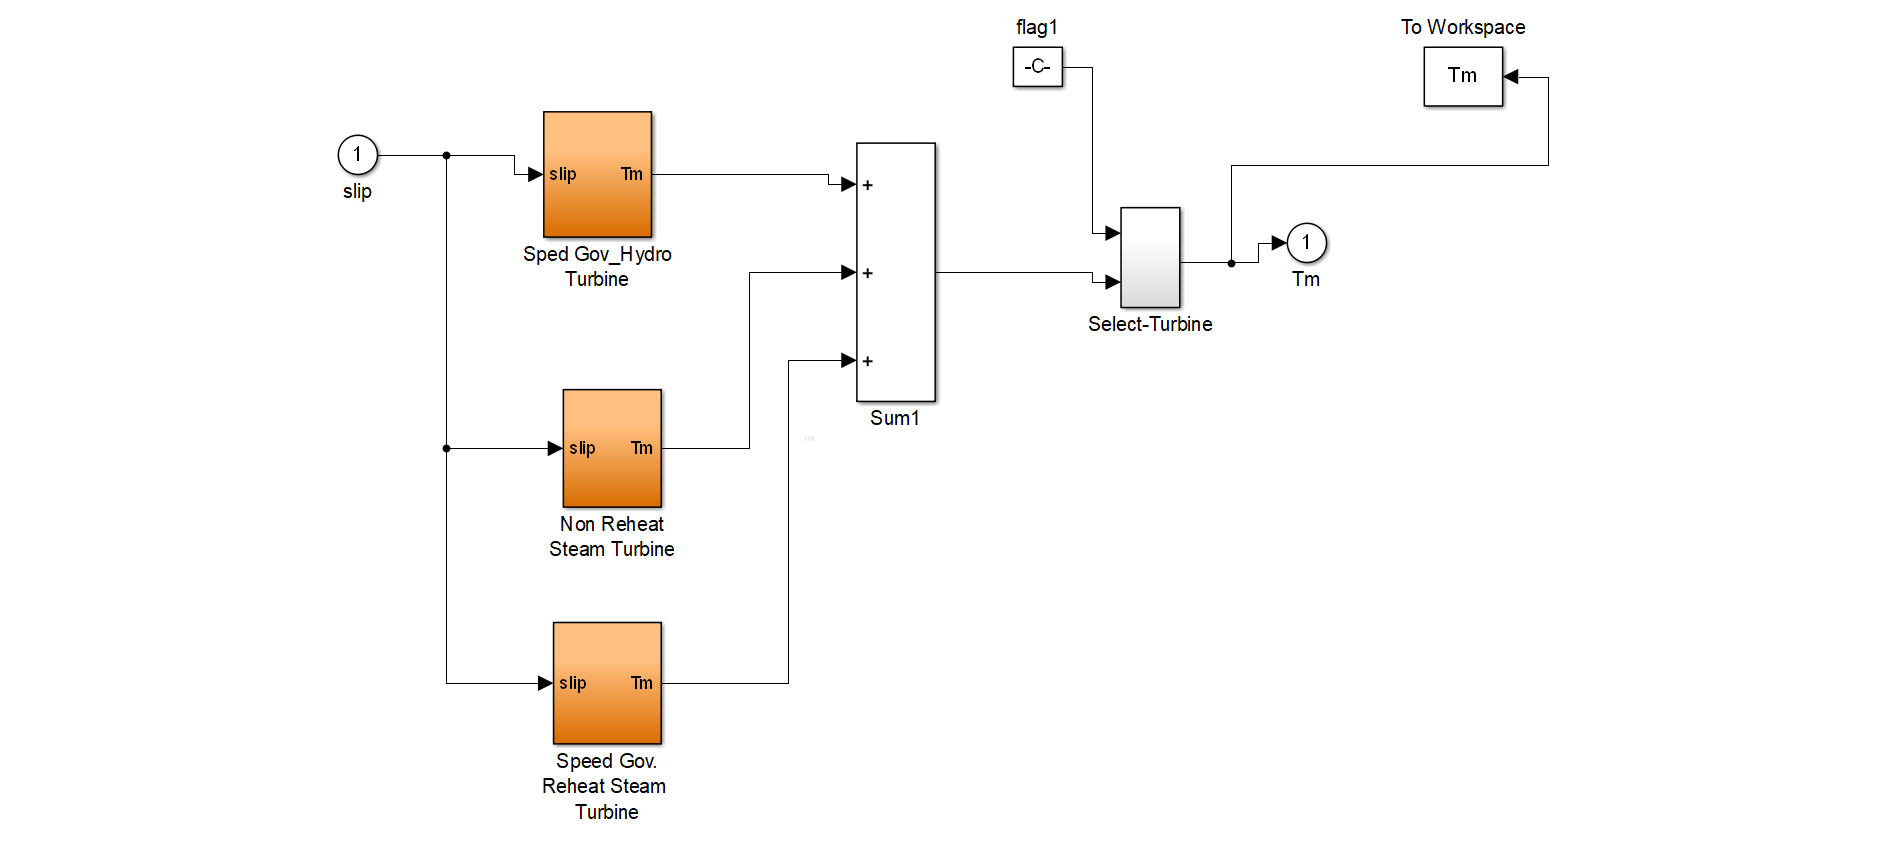 flag1
-C-
To Workspace
Tm
1
slip
slip Tm
Sped Gov_Hydro
Turbine
+
+
+
Sum1
Select-Turbine
1
Tm
slip Tm
Non Reheat
Steam Turbine
slip Tm
Speed Gov.
Reheat Steam
Turbine